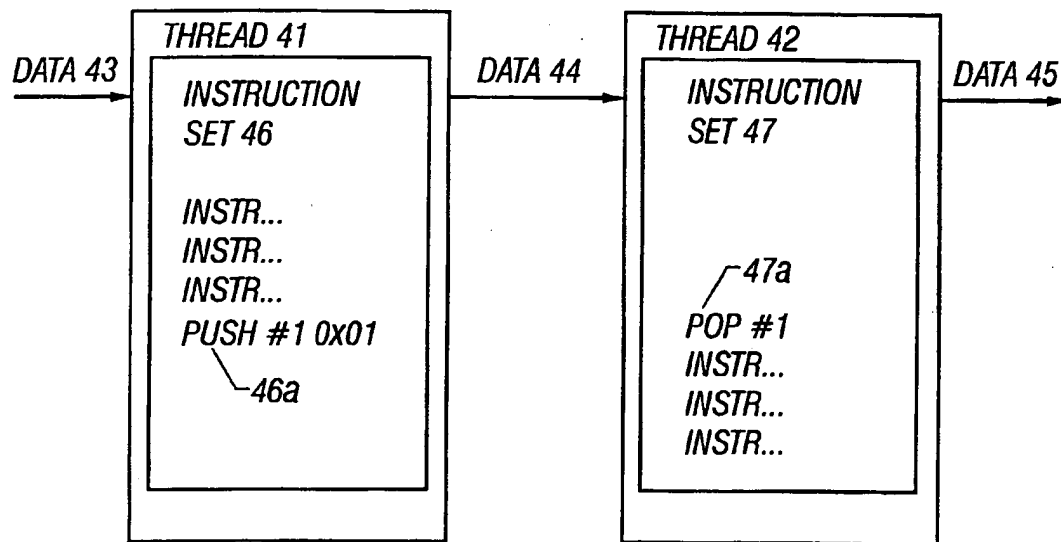 DATA 43
THREAD 41
INSTRUCTION
SET 46
INSTR...
INSTR...
INSTR...
PUSH #1 0X01
46a
DATA 44
THREAD 42
INSTRUCTION
SET 47
47a
POP #1
INSTR...
INSTR...
INSTR...
DATA 45